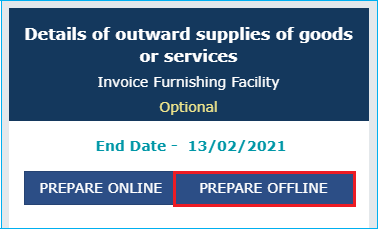 Details of outward supplies of goods
or services
Invoice Furnishing Facility
Optional
End Date - 13/02/2021
PREPARE ONLINE PREPARE OFFLINE